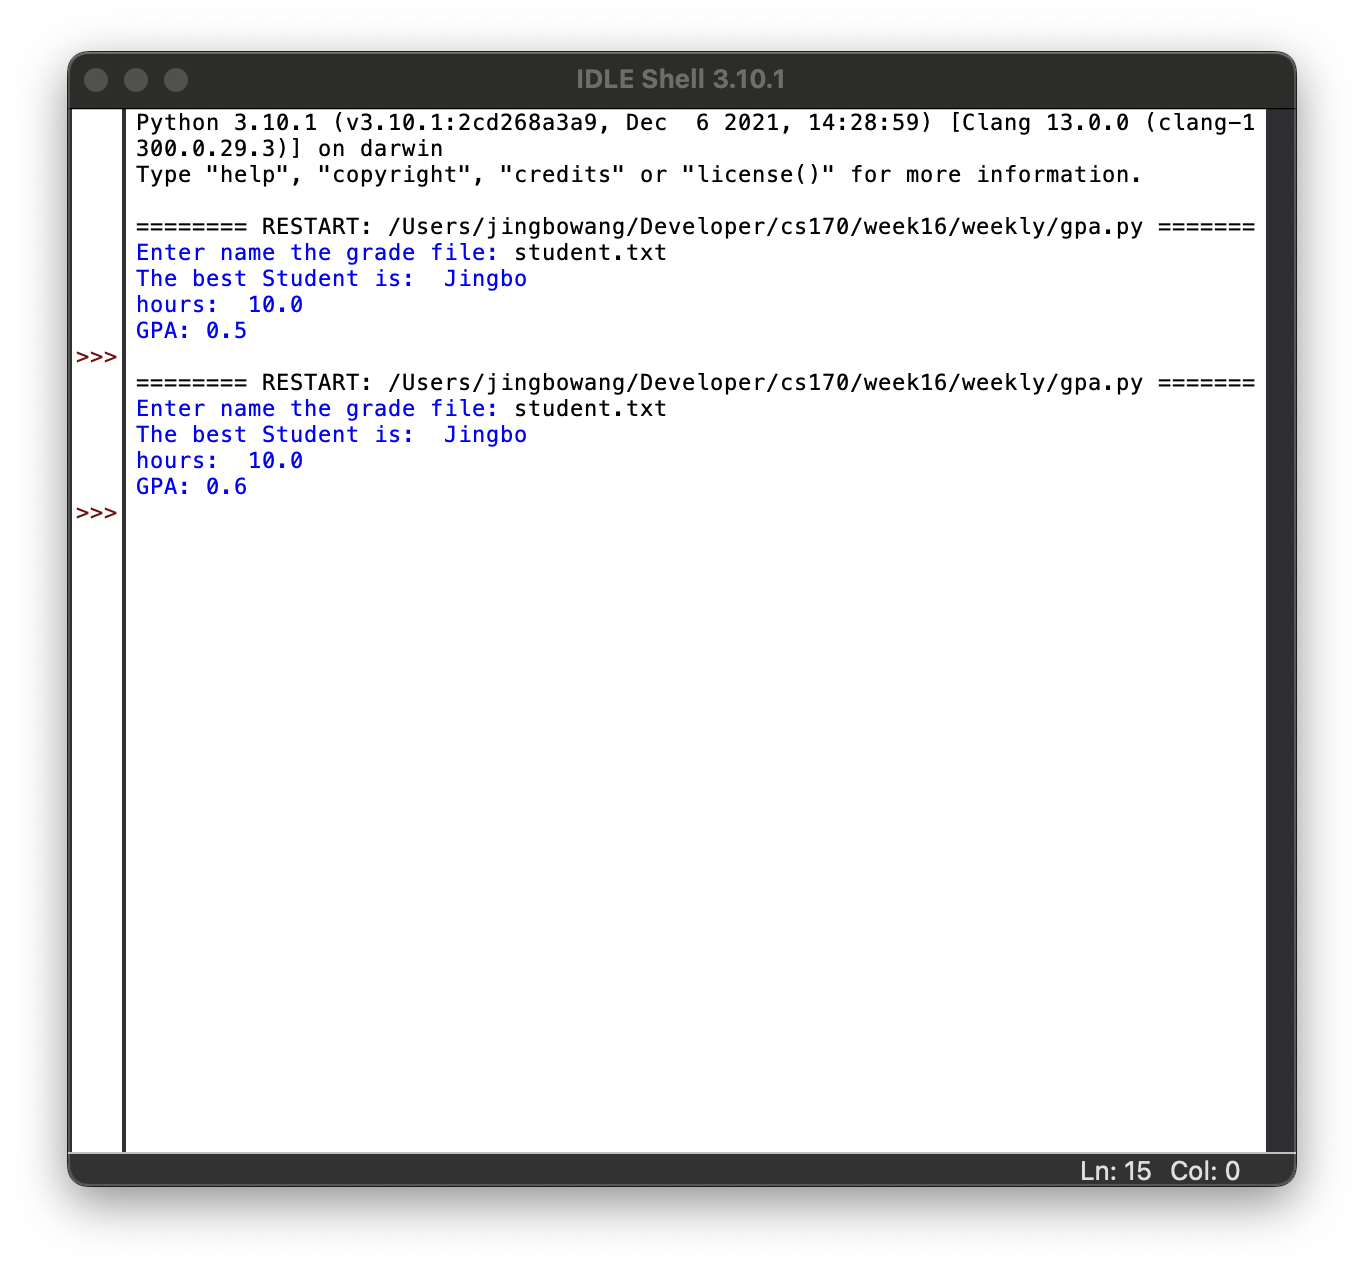 IDLE Shell 3.10.1
Python 3.10.1 (v3.10.1:2cd268a3a9, Dec  6 2021, 14:28:59) [Clang 13.0.0 (clang-1
300.0.29.3)] on darwin
Type "help", "copyright", "credits" or "license()" for more information.
======== RESTART: /Users/jingbowang/Developer/cs170/week16/weekly/gpa.py =======
Enter name the grade file: student.txt
The best Student is:  Jingbo
hours:  10.0
GPA: 0.5
>>>
======== RESTART: /Users/jingbowang/Developer/cs170/week16/weekly/gpa.py =======
Enter name the grade file: student.txt
The best Student is:  Jingbo
hours:  10.0
GPA: 0.6
>>>
Ln: 15  Col: 0